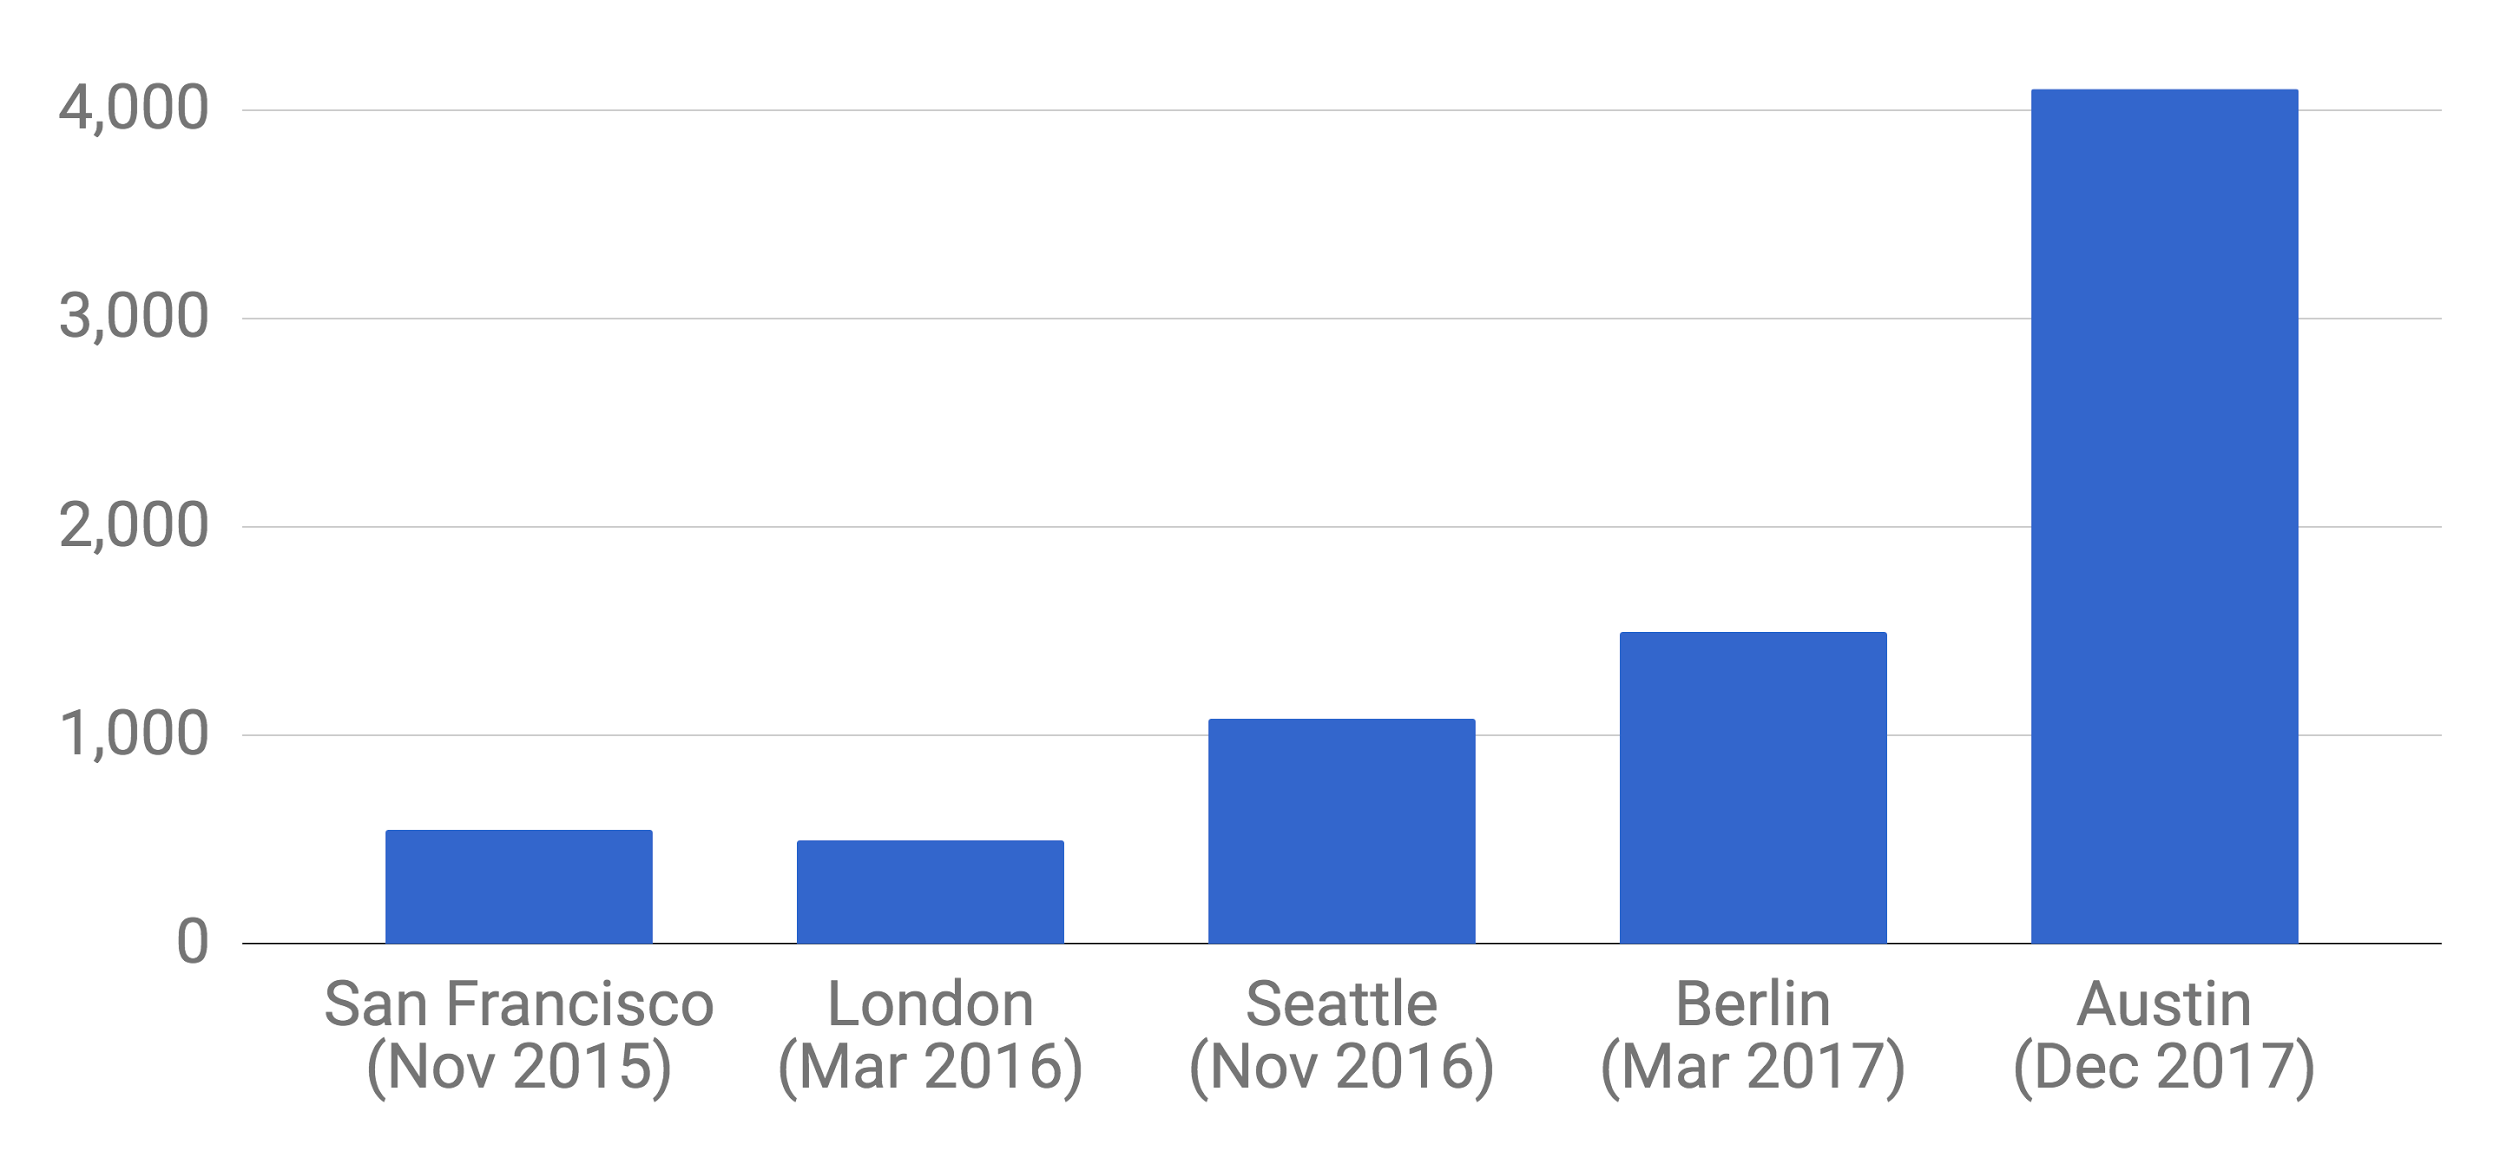 4,000
3,000
2,000
1,000
0
San Francisco
(Nov 2015)
London
(Mar 2016)
Seattle
(Nov 2016)
Berlin
(Mar 2017)
Austin
(Dec 2017)